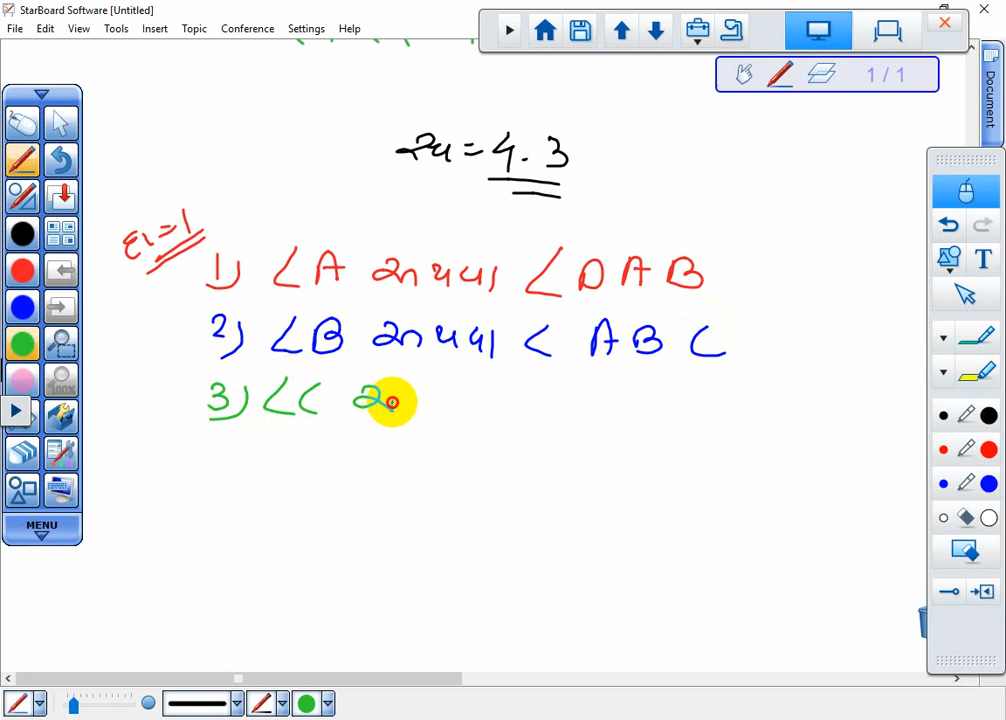 StarBoard Software [Untitled]
File Edit View Tools Insert Topic Conference Settings Help
1 / 1
Document
= 4.3
1) ∠A અથવા ∠DAB
2) ∠B અથવા ∠ABC
3) ∠C
MENU
T
100%